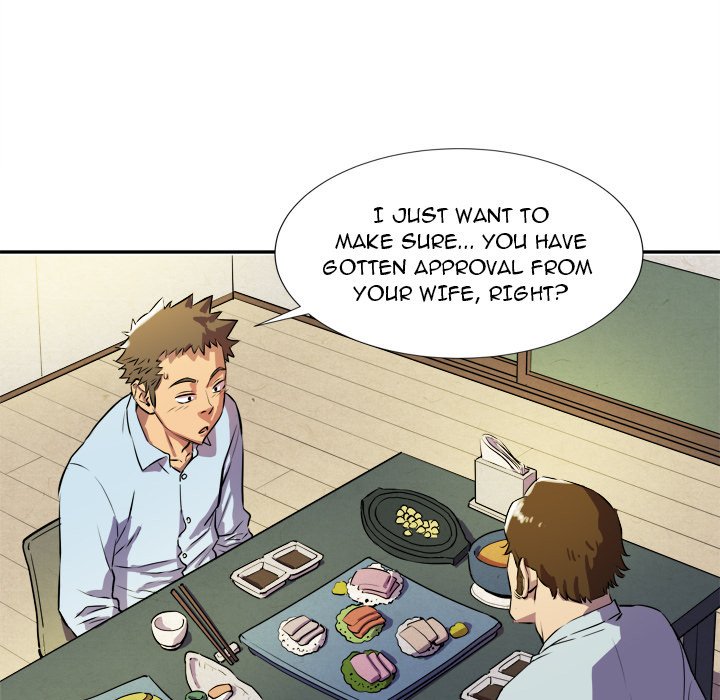 I JUST WANT TO
MAKE SURE... YOU HAVE
GOTTEN APPROVAL FROM
YOUR WIFE, RIGHT?